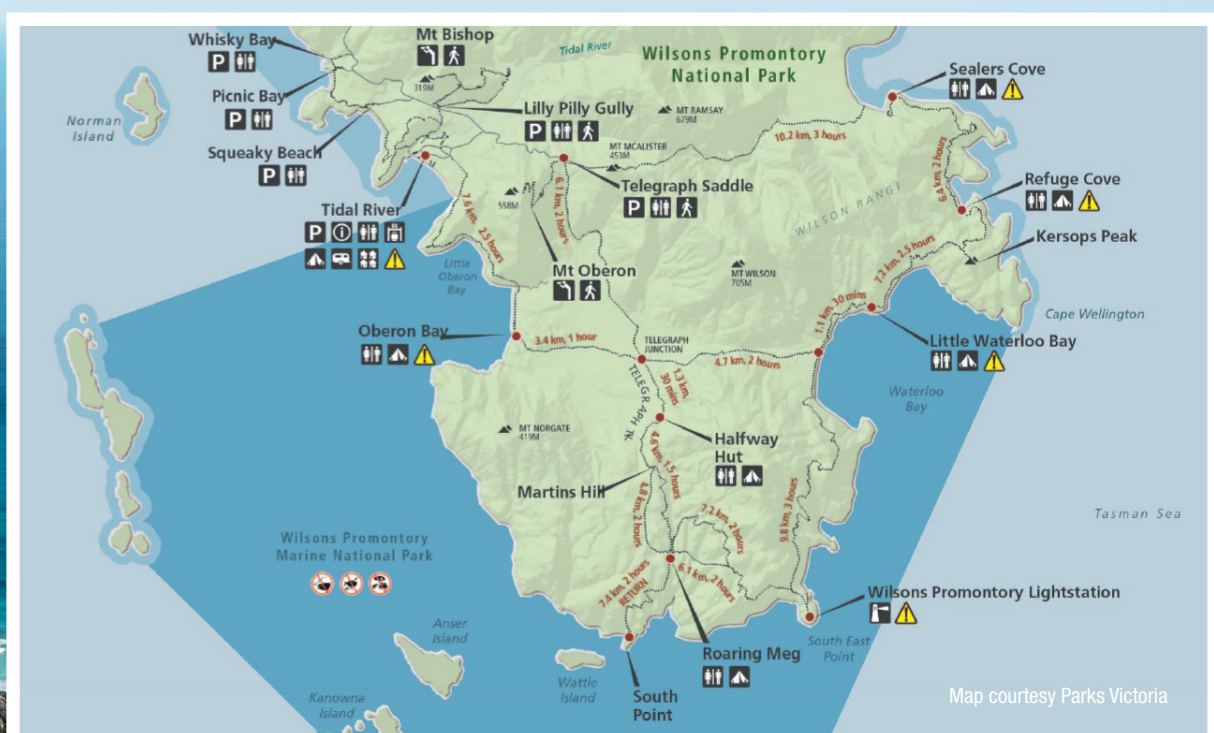 Whisky Bay
P
Mt Bishop
319M
Tidal River
Wilsons Promontory
National Park
Sealers Cove
Norman
Island
Picnic Bay
P
Lilly Pilly Gully
P
MT RAMSAY
679M
10.2 km, 3 hours
Squeaky Beach
P
MT MCALISTER
453M
6.4 km, 2 hours
Refuge Cove
Telegraph Saddle
P
Tidal River
P
7.6 km, 2.5 hours
558M
6.1 km, 2 hours
WILSON RANGE
Kersops Peak
Little
Oberon
Bay
Mt Oberon
MT WILSON
705M
7.2 km, 2.5 hours
Cape Wellington
Oberon Bay
3.4 km, 1 hour
TELEGRAPH
JUNCTION
4.7 km, 2 hours
1.1 km, 30 mins
Little Waterloo Bay
Waterloo
Bay
TELEGRAPH TK
1.3 km,
30 mins
MT NORGATE
419M
Halfway
Hut
4.6 km, 1.5 hours
Martins Hill
4.8 km, 2 hours
7.2 km, 2 hours
9.8 km, 3 hours
Tasman Sea
Wilsons Promontory
Marine National Park
7.4 km, 2 hours
RETURN
6.1 km, 2 hours
Wilsons Promontory Lightstation
South East
Point
Anser
Island
Wattle
Island
Roaring Meg
Kanowna
Island
South
Point
Map courtesy Parks Victoria